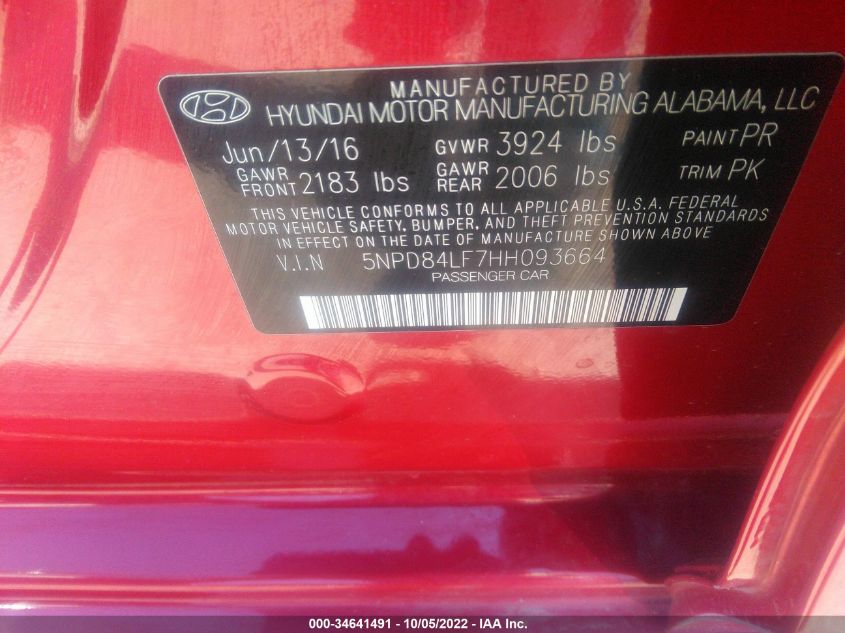 MANUFACTURED BY
HYUNDAI MOTOR MANUFACTURING ALABAMA, LLC
Jun/13/16 GVWR 3924 lbs PAINT PR
GAWR FRONT 2183 lbs GAWR REAR 2006 lbs TRIM PK
THIS VEHICLE CONFORMS TO ALL APPLICABLE U.S.A. FEDERAL
MOTOR VEHICLE SAFETY, BUMPER, AND THEFT PREVENTION STANDARDS
IN EFFECT ON THE DATE OF MANUFACTURE SHOWN ABOVE
V.I.N 5NPD84LF7HH093664
PASSENGER CAR
000-34641491 - 10/05/2022 - IAA Inc.